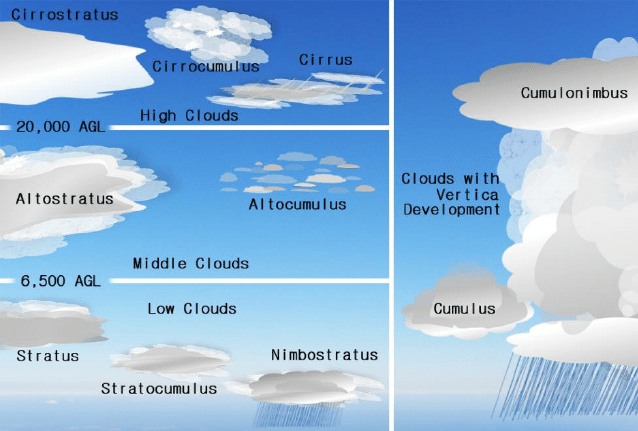 Cirrostratus
Cirrocumulus
Cirrus
High Clouds
20,000 AGL
Altostratus
Altocumulus
Middle Clouds
6,500 AGL
Low Clouds
Stratus
Stratocumulus
Nimbostratus
Cumulonimbus
Clouds with
Vertica
Development
Cumulus